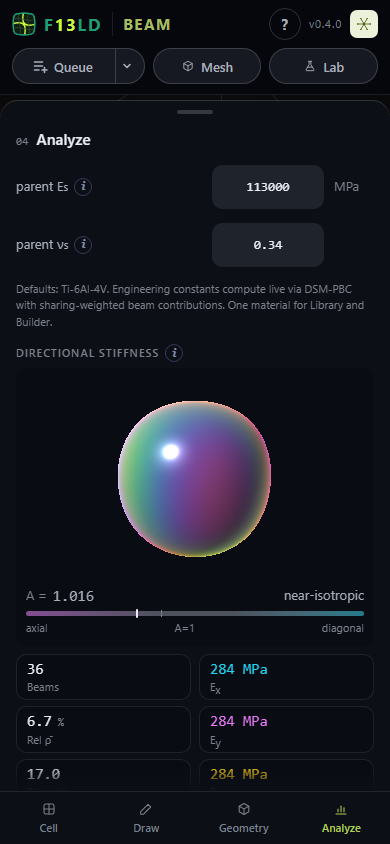 F13LD BEAM ? v0.4.0
Queue Mesh Lab
04 Analyze
parent Es i 113000 MPa
parent νs i 0.34
Defaults: Ti-6Al-4V. Engineering constants compute live via DSM-PBC
with sharing-weighted beam contributions. One material for Library and
Builder.
DIRECTIONAL STIFFNESS i
A = 1.016 near-isotropic
axial A=1 diagonal
36 284 MPa
Beams Ex
6.7 % 284 MPa
Rel ρ̄ Ey
17.0 284 MPa
Cell Draw Geometry Analyze